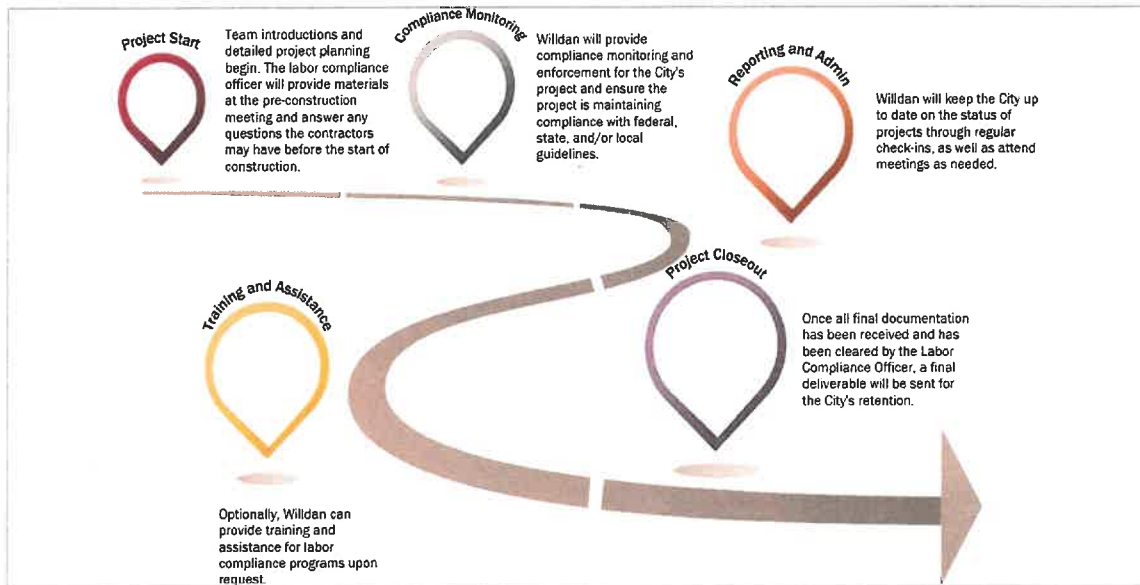 Project Start
Team introductions and
detailed project planning
begin. The labor compliance
officer will provide materials
at the pre-construction
meeting and answer any
questions the contractors
may have before the start of
construction.
Compliance Monitoring
Willdan will provide
compliance monitoring and
enforcement for the City's
project and ensure the
project is maintaining
compliance with federal,
state, and/or local
guidelines.
Reporting and Admin
Willdan will keep the City up
to date on the status of
projects through regular
check-ins, as well as attend
meetings as needed.
Training and Assistance
Optionally, Willdan can
provide training and
assistance for labor
compliance programs upon
request.
Project Closeout
Once all final documentation
has been received and has
been cleared by the Labor
Compliance Officer, a final
deliverable will be sent for
the City's retention.